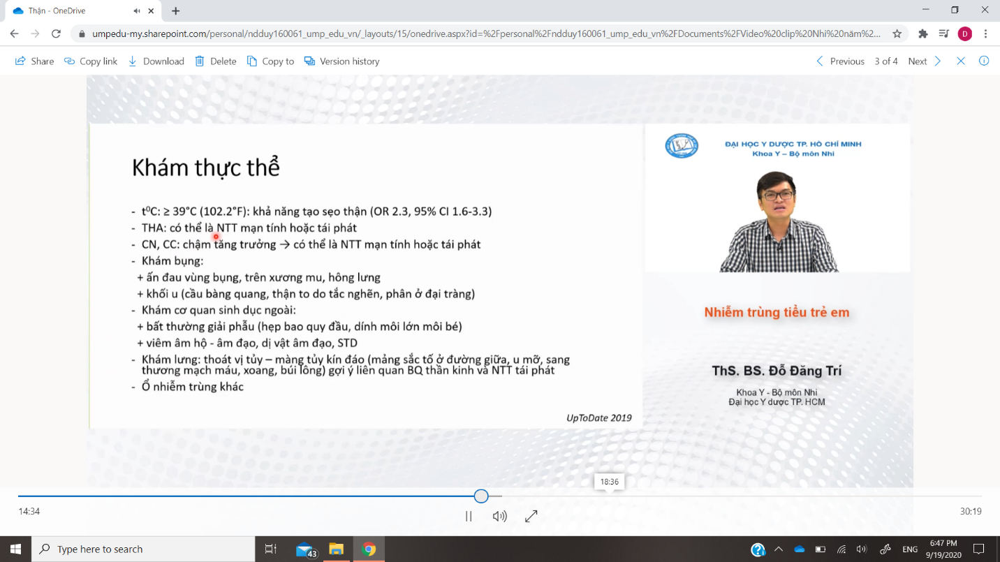 Thận - OneDrive
umpedu-my.sharepoint.com/personal/ndduy160061_ump_edu_vn/_layouts/15/onedrive.aspx?id=%2Fpersonal%2Fndduy160061_ump_edu_vn%2FDocuments%2FVideo%20clip%20Nhi%20năm%2...
D
Share Copy link Download Delete Copy to Version history Previous 3 of 4 Next
ĐẠI HỌC Y DƯỢC TP. HỒ CHÍ MINH
Khoa Y – Bộ môn Nhi
Khám thực thể
- t⁰C: ≥ 39°C (102.2°F): khả năng tạo sẹo thận (OR 2.3, 95% CI 1.6-3.3)
- THA: có thể là NTT mạn tính hoặc tái phát
- CN, CC: chậm tăng trưởng → có thể là NTT mạn tính hoặc tái phát
- Khám bụng:
+ ấn đau vùng bụng, trên xương mu, hông lưng
+ khối u (cầu bàng quang, thận to do tắc nghẽn, phân ở đại tràng)
- Khám cơ quan sinh dục ngoài:
+ bất thường giải phẫu (hẹp bao quy đầu, dính môi lớn môi bé)
+ viêm âm hộ - âm đạo, dị vật âm đạo, STD
- Khám lưng: thoát vị tủy – màng tủy kín đáo (mảng sắc tố ở đường giữa, u mỡ, sang
thương mạch máu, xoang, búi lông) gợi ý liên quan BQ thần kinh và NTT tái phát
- Ổ nhiễm trùng khác
UpToDate 2019
Nhiễm trùng tiểu trẻ em
ThS. BS. Đỗ Đăng Trí
Khoa Y - Bộ môn Nhi
Đại học Y dược TP. HCM
18:36
14:34
30:19
Type here to search
43
ENG
6:47 PM
9/19/2020